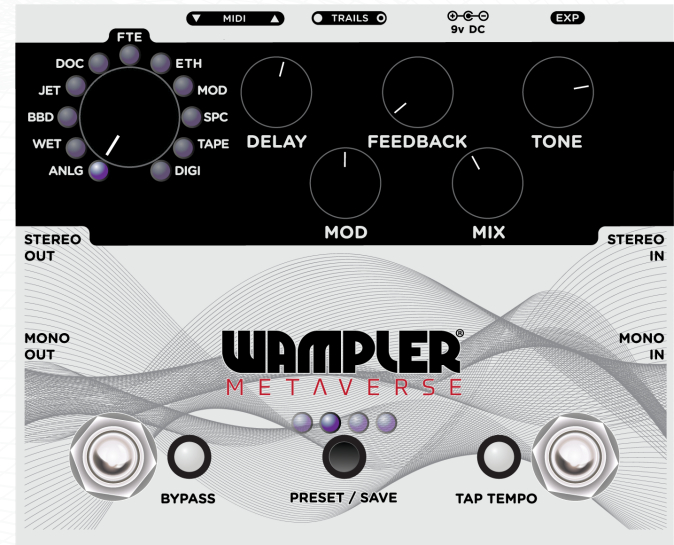 MIDI
TRAILS
9v DC
EXP
FTE
DOC
ETH
JET
MOD
BBD
SPC
WET
TAPE
ANLG
DIGI
DELAY
FEEDBACK
TONE
MOD
MIX
STEREO
OUT
STEREO
IN
MONO
OUT
MONO
IN
WAMPLER®
METAVERSE
BYPASS
PRESET / SAVE
TAP TEMPO